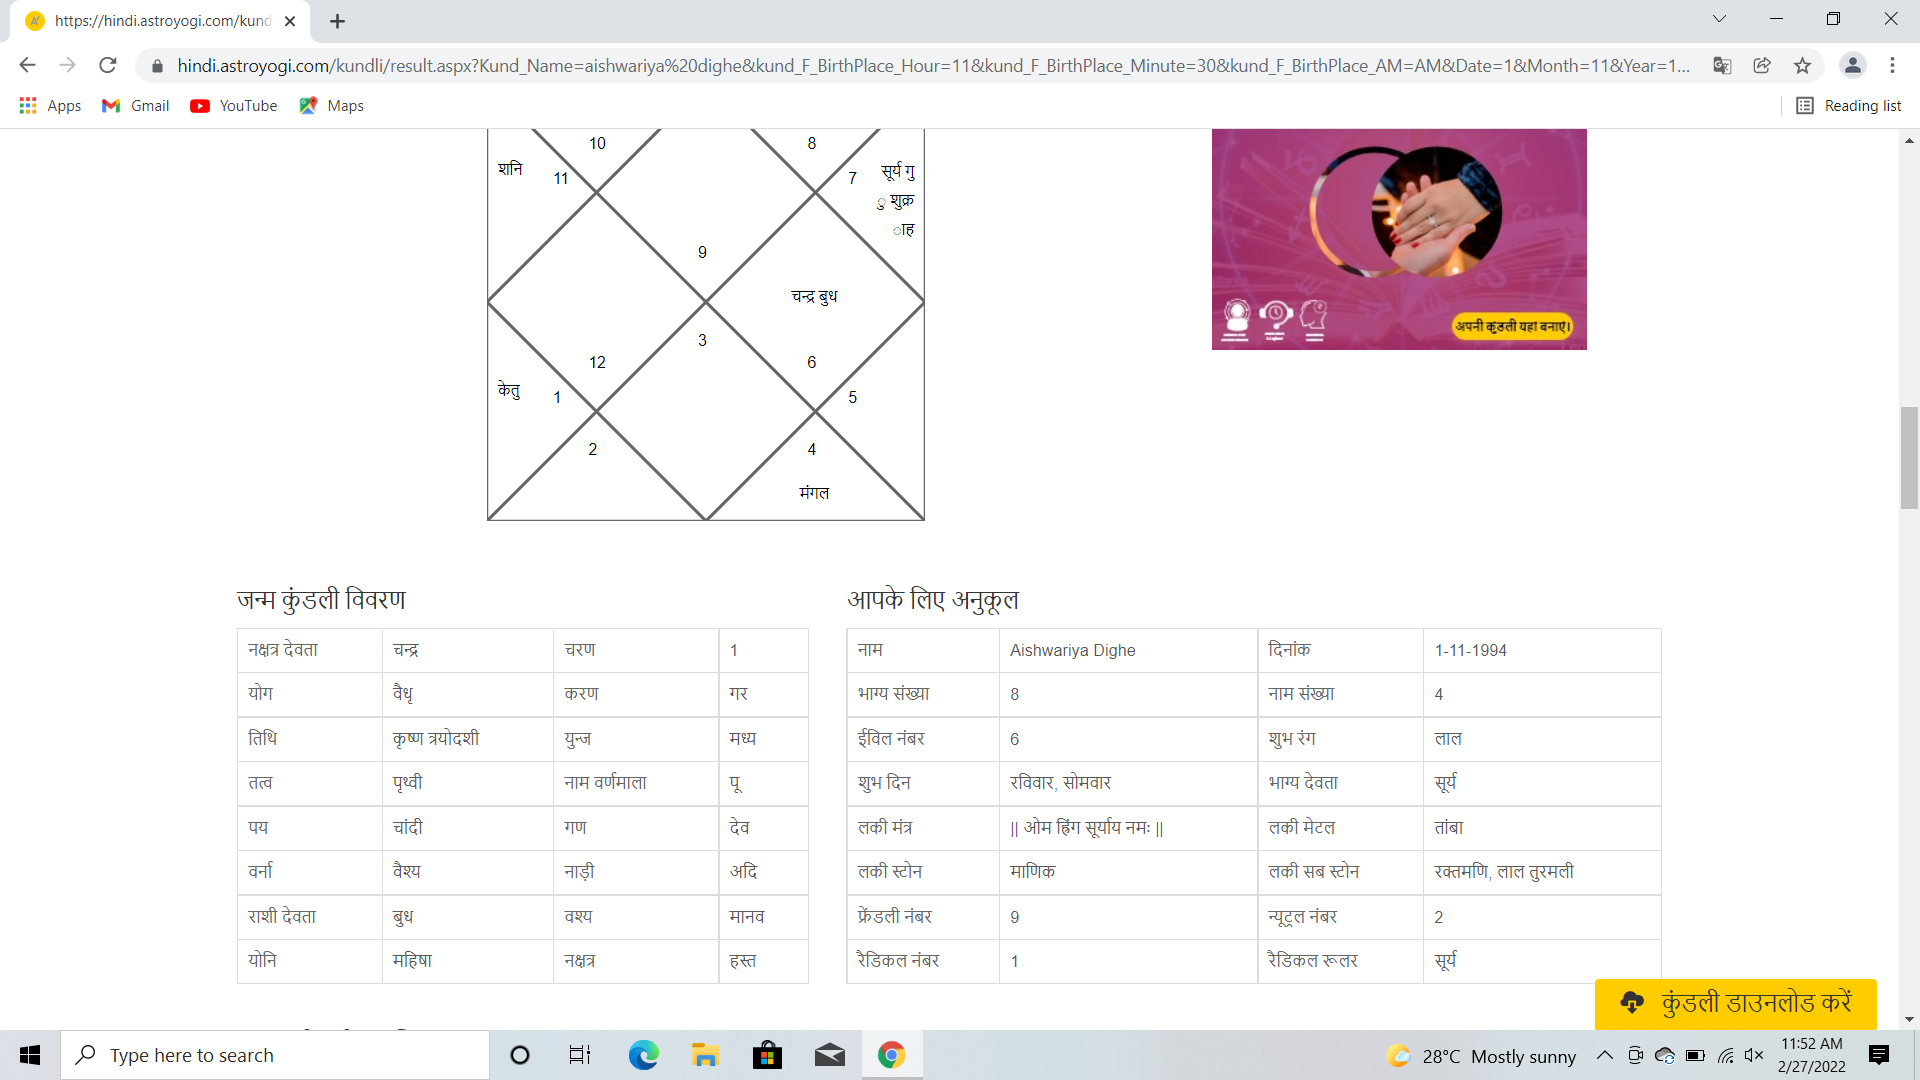 https://hindi.astroyogi.com/kund
hindi.astroyogi.com/kundli/result.aspx?Kund_Name=aishwariya%20dighe&kund_F_BirthPlace_Hour=11&kund_F_BirthPlace_Minute=30&kund_F_BirthPlace_AM=AM&Date=1&Month=11&Year=1...
Apps Gmail YouTube Maps Reading list
10 8
शनि 11 7 सूर्य गु
ु शुक्र
ाह
9
चन्द्र बुध
3
12 6
केतु 1 5
2 4
मंगल
अपनी कुंडली यहां बनाएं।
जन्म कुंडली विवरण
नक्षत्र देवता चन्द्र चरण 1
योग वैधृ करण गर
तिथि कृष्ण त्रयोदशी युन्ज मध्य
तत्व पृथ्वी नाम वर्णमाला पू
पय चांदी गण देव
वर्ना वैश्य नाड़ी अदि
राशी देवता बुध वश्य मानव
योनि महिषा नक्षत्र हस्त
आपके लिए अनुकूल
नाम Aishwariya Dighe दिनांक 1-11-1994
भाग्य संख्या 8 नाम संख्या 4
ईविल नंबर 6 शुभ रंग लाल
शुभ दिन रविवार, सोमवार भाग्य देवता सूर्य
लकी मंत्र || ओम ह्रिंग सूर्याय नमः || लकी मेटल तांबा
लकी स्टोन माणिक लकी सब स्टोन रक्तमणि, लाल तुरमली
फ्रेंडली नंबर 9 न्यूट्रल नंबर 2
रैडिकल नंबर 1 रैडिकल रूलर सूर्य
कुंडली डाउनलोड करें
Type here to search
28°C Mostly sunny
11:52 AM
2/27/2022